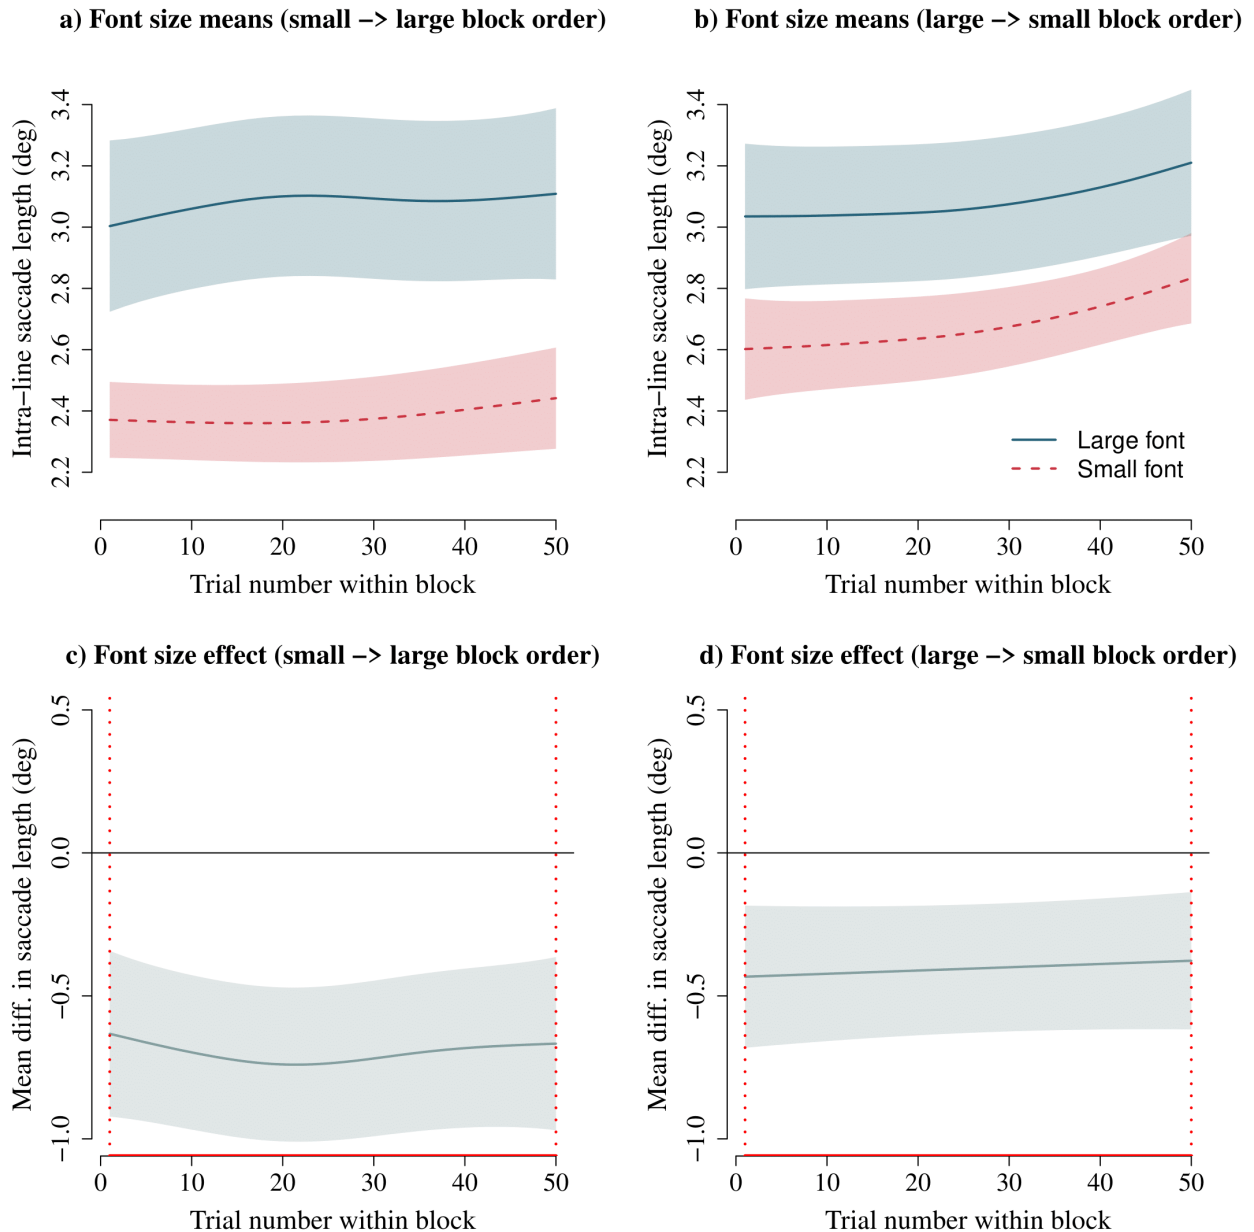 a) Font size means (small −> large block order)
Intra−line saccade length (deg)
3.4
3.2
3.0
2.8
2.6
2.4
2.2
0 10 20 30 40 50
Trial number within block
b) Font size means (large −> small block order)
Intra−line saccade length (deg)
3.4
3.2
3.0
2.8
2.6
2.4
2.2
Large font
Small font
0 10 20 30 40 50
Trial number within block
c) Font size effect (small −> large block order)
Mean diff. in saccade length (deg)
0.5
0.0
−0.5
−1.0
0 10 20 30 40 50
Trial number within block
d) Font size effect (large −> small block order)
Mean diff. in saccade length (deg)
0.5
0.0
−0.5
−1.0
0 10 20 30 40 50
Trial number within block